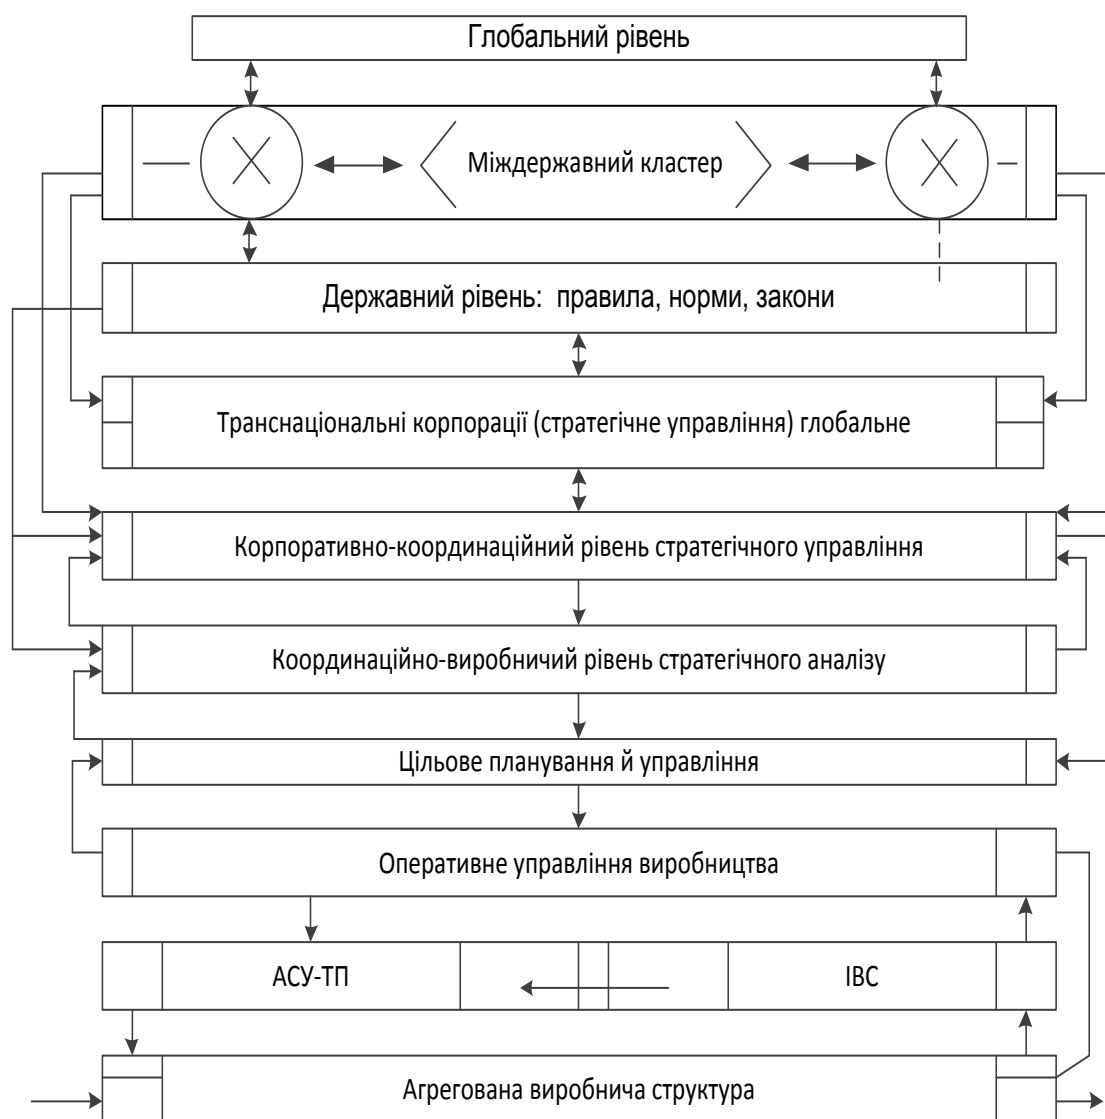 Глобальний рівень
Міждержавний кластер
Державний рівень: правила, норми, закони
Транснаціональні корпорації (стратегічне управління) глобальне
Корпоративно-координаційний рівень стратегічного управління
Координаційно-виробничий рівень стратегічного аналізу
Цільове планування й управління
Оперативне управління виробництва
АСУ-ТП
ІВС
Агрегована виробнича структура